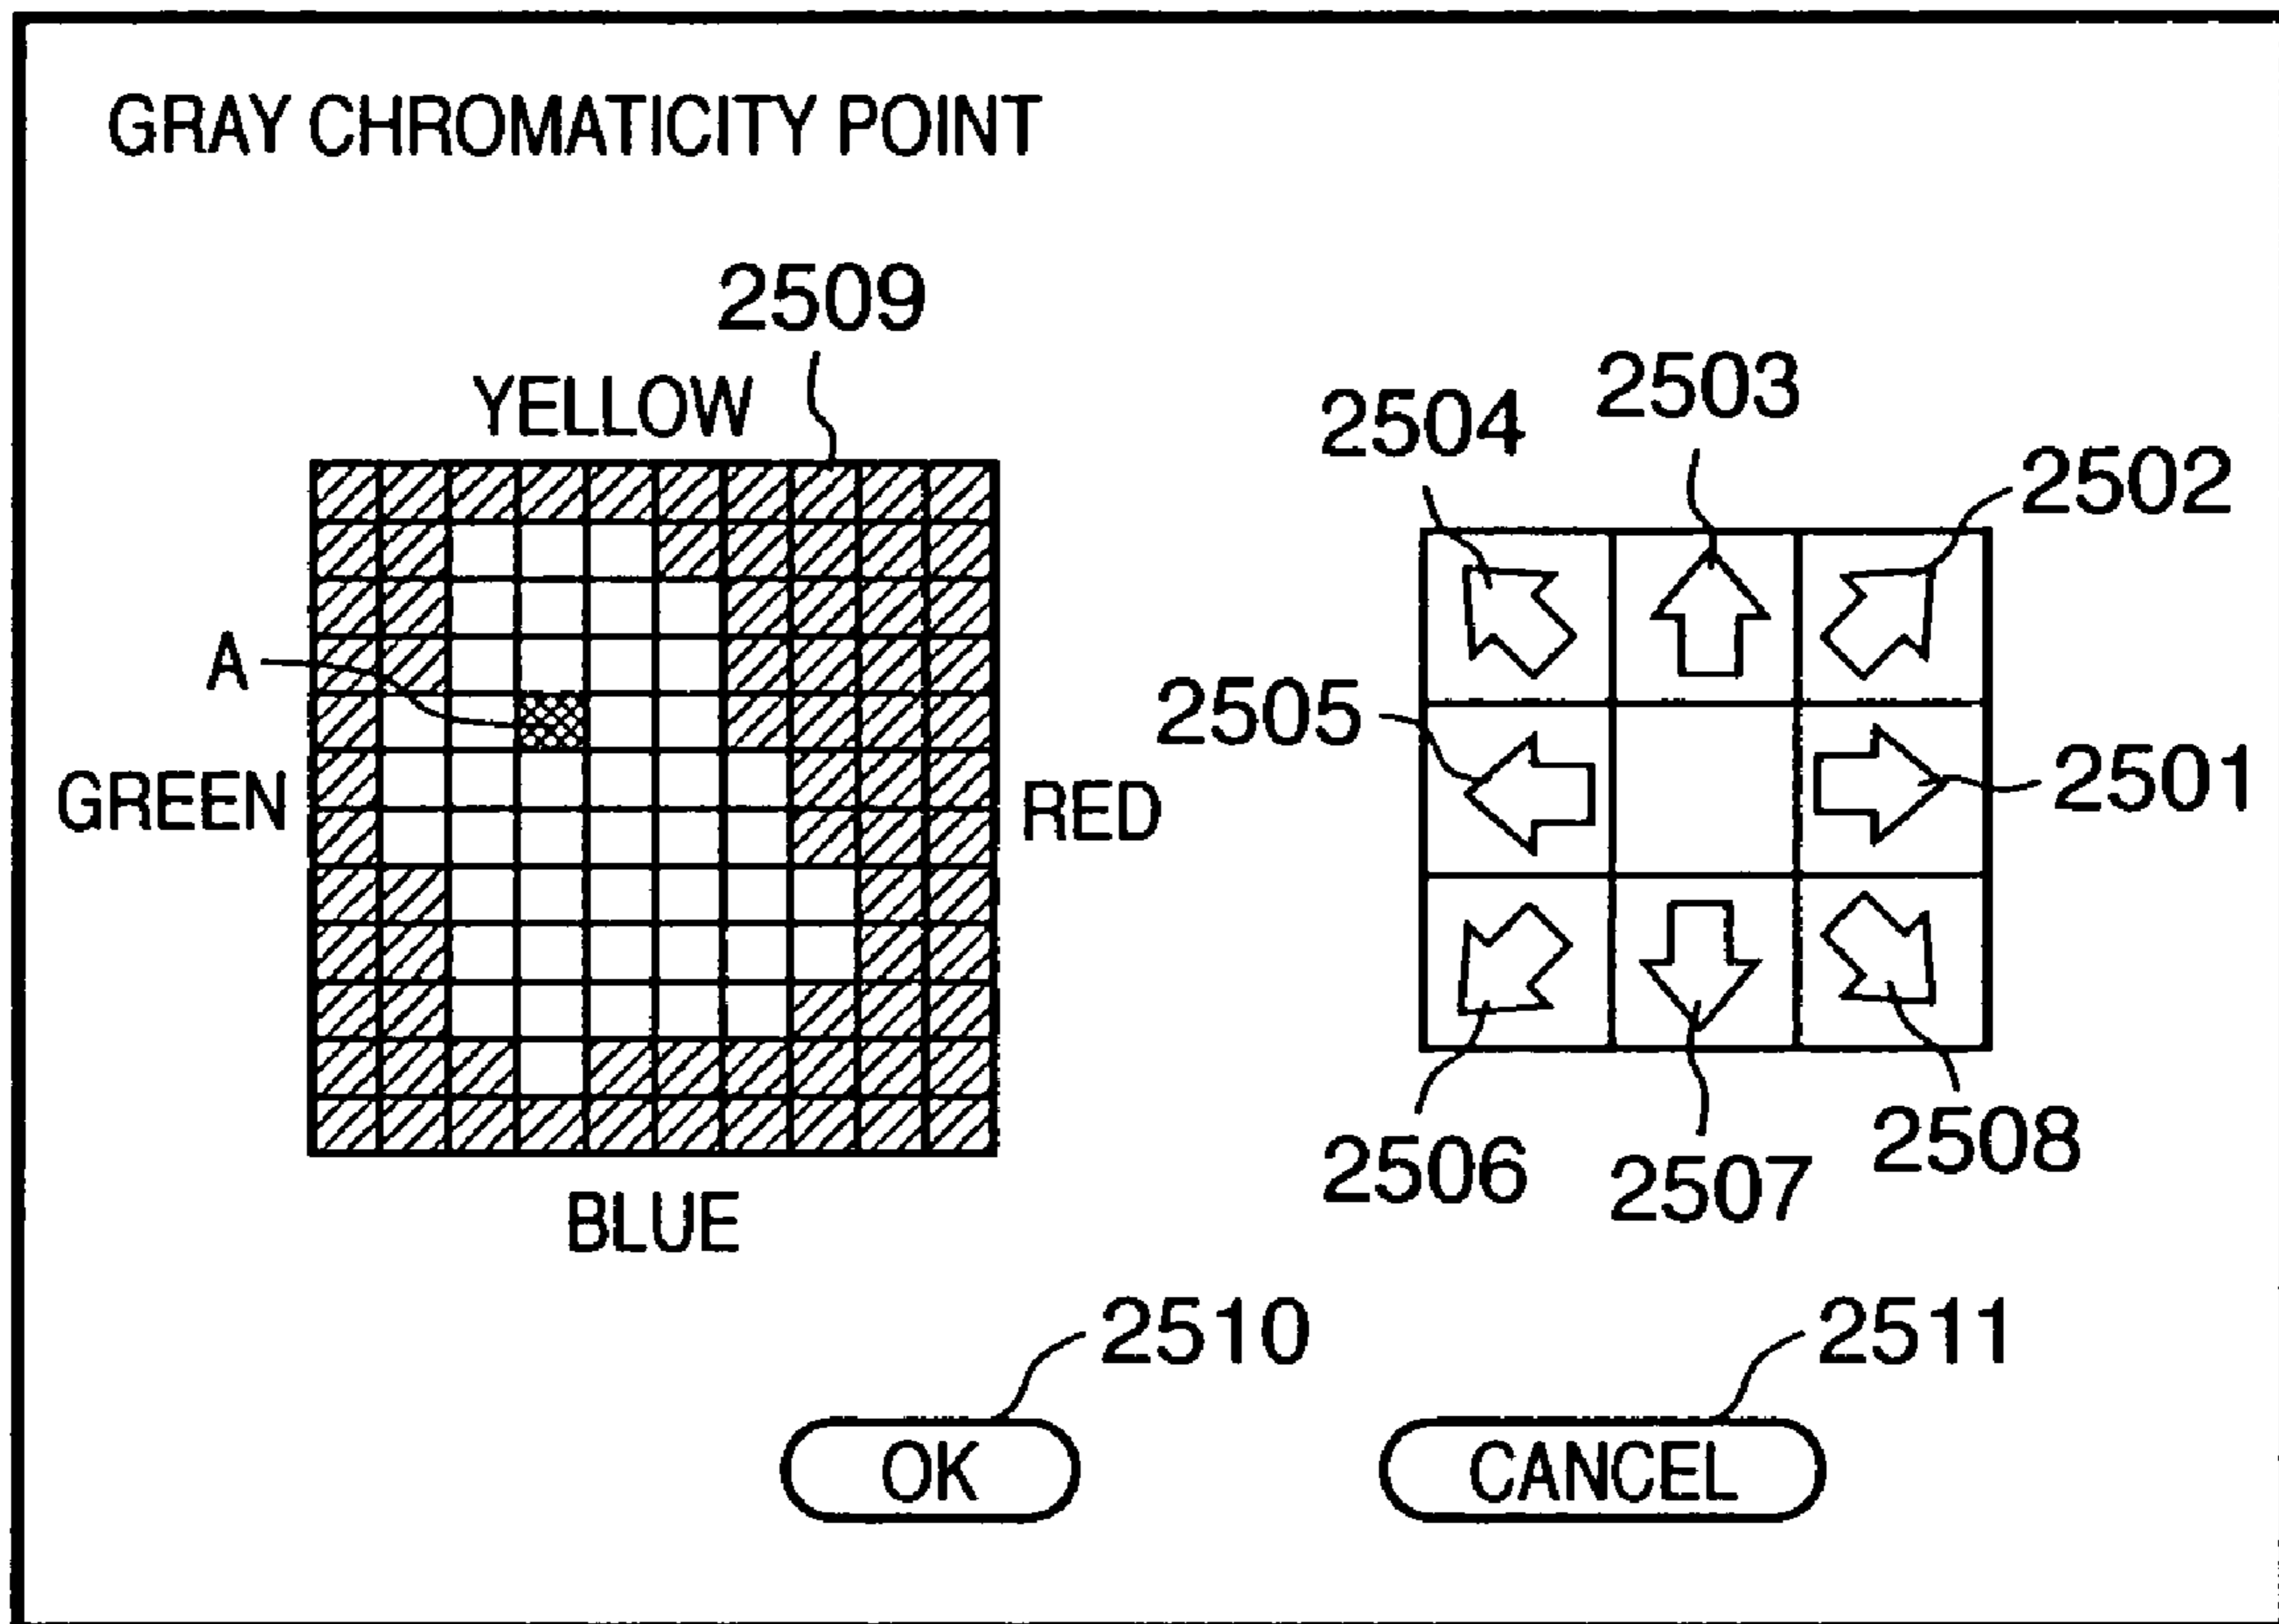 GRAY CHROMATICITY POINT
2509
YELLOW
2503
2504
2502
A
2505
GREEN
RED
2501
2506
2507
2508
BLUE
2510
2511
OK
CANCEL